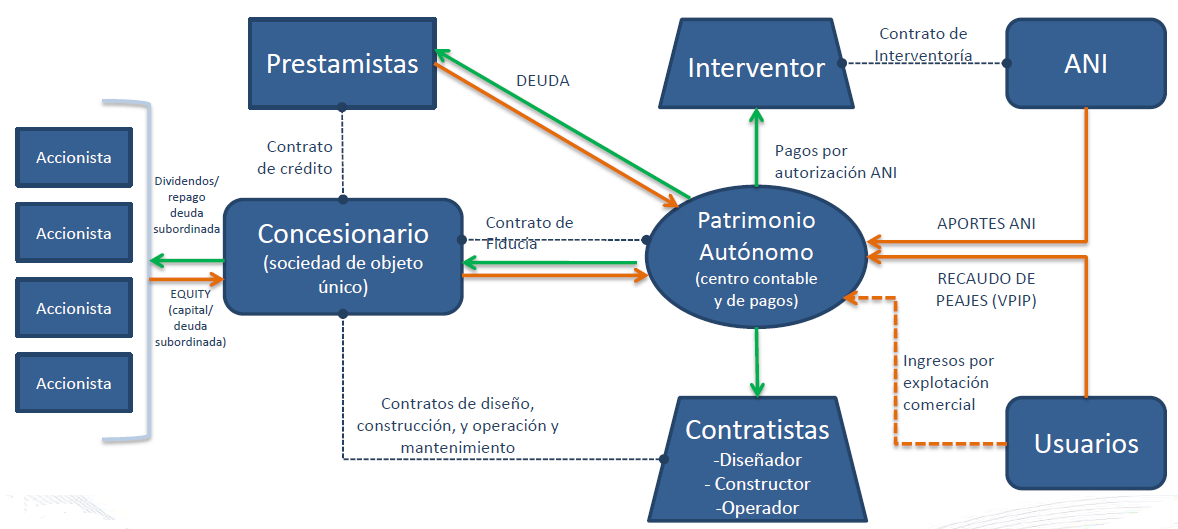 Prestamistas
DEUDA
Interventor
Contrato de
Interventoría
ANI
Accionista
Accionista
Accionista
Accionista
Dividendos/
repago
deuda
subordinada
EQUITY
(capital/
deuda
subordinada)
Contrato
de crédito
Concesionario
(sociedad de objeto
único)
Contrato de
Fiducia
Pagos por
autorización ANI
Patrimonio
Autónomo
(centro contable
y de pagos)
APORTES ANI
RECAUDO DE
PEAJES (VPIP)
Ingresos por
explotación
comercial
Contratos de diseño,
construcción, y operación y
mantenimiento
Contratistas
-Diseñador
- Constructor
-Operador
Usuarios